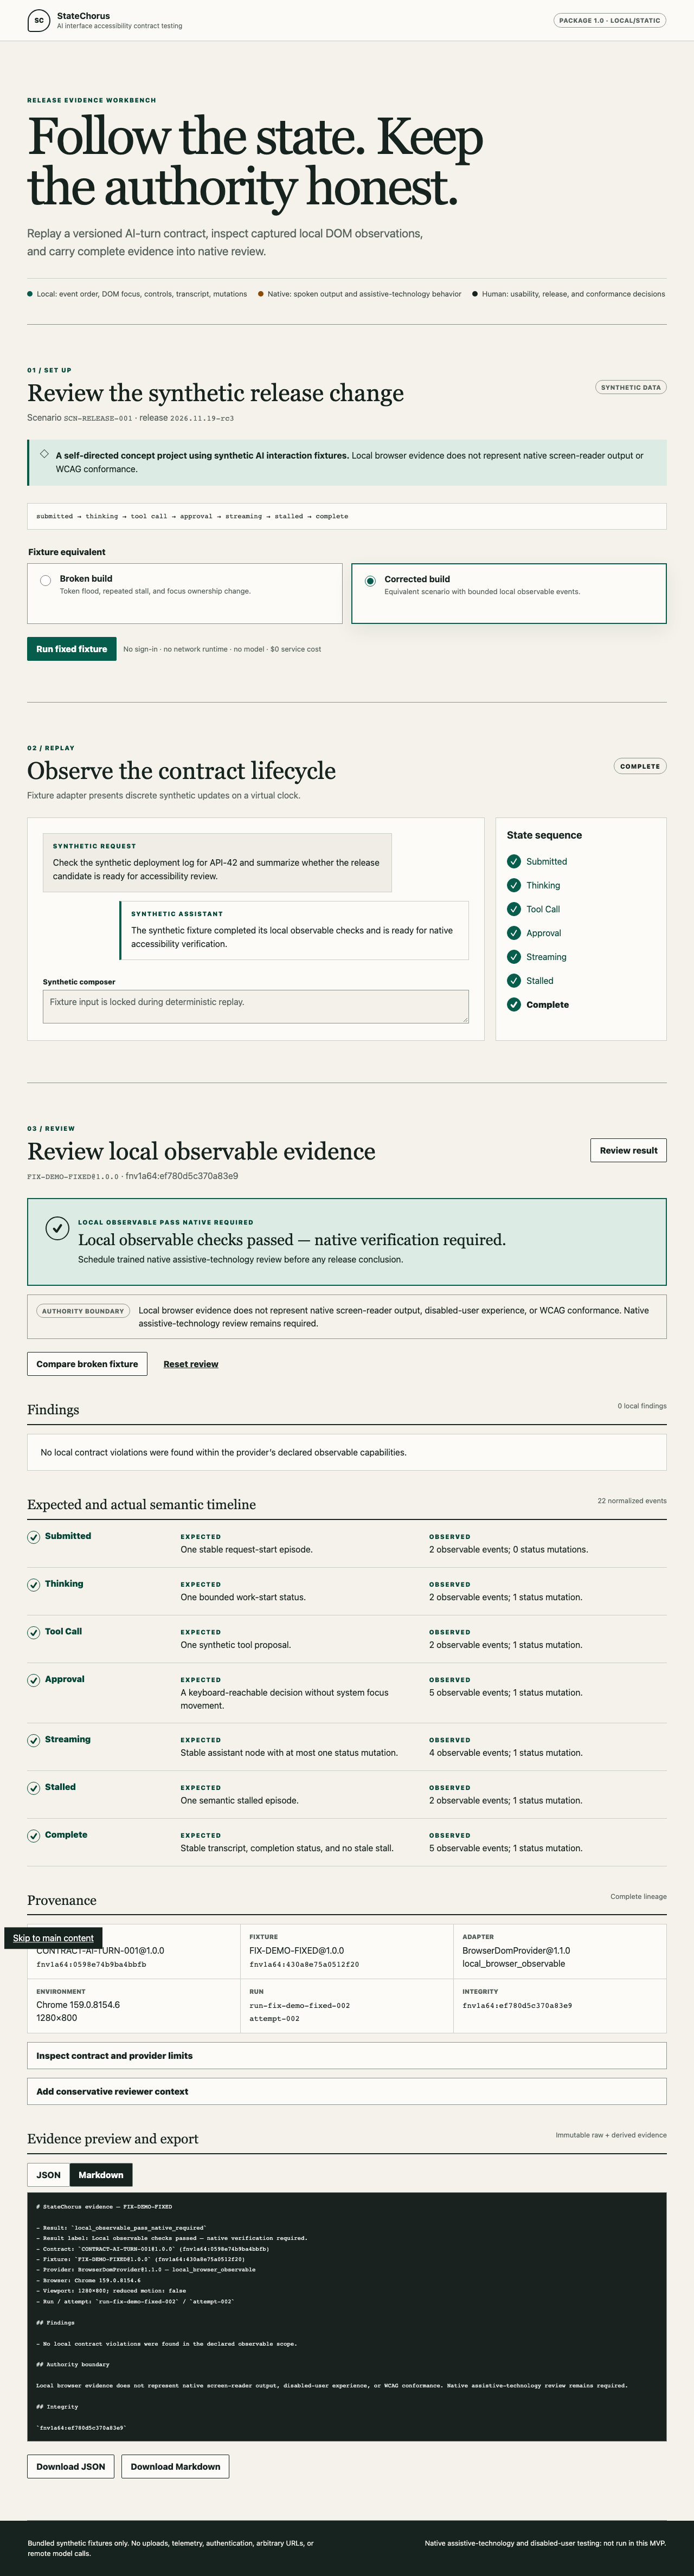 SC
StateChorus
AI interface accessibility contract testing
PACKAGE 1.0 · LOCAL/STATIC
RELEASE EVIDENCE WORKBENCH
Follow the state. Keep
the authority honest.
Replay a versioned AI-turn contract, inspect captured local DOM observations,
and carry complete evidence into native review.
Local: event order, DOM focus, controls, transcript, mutations
Native: spoken output and assistive-technology behavior
Human: usability, release, and conformance decisions
01 / SET UP
Review the synthetic release change
SYNTHETIC DATA
Scenario SCN-RELEASE-001 · release 2026.11.19-rc3
A self-directed concept project using synthetic AI interaction fixtures. Local browser evidence does not represent native screen-reader output or
WCAG conformance.
submitted → thinking → tool call → approval → streaming → stalled → complete
Fixture equivalent
Broken build
Token flood, repeated stall, and focus ownership change.
Corrected build
Equivalent scenario with bounded local observable events.
Run fixed fixture
No sign-in · no network runtime · no model · $0 service cost
02 / REPLAY
Observe the contract lifecycle
COMPLETE
Fixture adapter presents discrete synthetic updates on a virtual clock.
SYNTHETIC REQUEST
Check the synthetic deployment log for API-42 and summarize whether the release
candidate is ready for accessibility review.
SYNTHETIC ASSISTANT
The synthetic fixture completed its local observable checks and is ready for native
accessibility verification.
Synthetic composer
Fixture input is locked during deterministic replay.
State sequence
Submitted
Thinking
Tool Call
Approval
Streaming
Stalled
Complete
03 / REVIEW
Review local observable evidence
Review result
FIX-DEMO-FIXED@1.0.0 · fnv1a64:ef780d5c370a83e9
LOCAL OBSERVABLE PASS NATIVE REQUIRED
Local observable checks passed — native verification required.
Schedule trained native assistive-technology review before any release conclusion.
AUTHORITY BOUNDARY
Local browser evidence does not represent native screen-reader output, disabled-user experience, or WCAG conformance. Native
assistive-technology review remains required.
Compare broken fixture
Reset review
Findings
0 local findings
No local contract violations were found within the provider's declared observable capabilities.
Expected and actual semantic timeline
22 normalized events
Submitted
EXPECTED
One stable request-start episode.
OBSERVED
2 observable events; 0 status mutations.
Thinking
EXPECTED
One bounded work-start status.
OBSERVED
2 observable events; 1 status mutation.
Tool Call
EXPECTED
One synthetic tool proposal.
OBSERVED
2 observable events; 1 status mutation.
Approval
EXPECTED
A keyboard-reachable decision without system focus
movement.
OBSERVED
5 observable events; 1 status mutation.
Streaming
EXPECTED
Stable assistant node with at most one status mutation.
OBSERVED
4 observable events; 1 status mutation.
Stalled
EXPECTED
One semantic stalled episode.
OBSERVED
2 observable events; 1 status mutation.
Complete
EXPECTED
Stable transcript, completion status, and no stale stall.
OBSERVED
5 observable events; 1 status mutation.
Provenance
Complete lineage
Skip to main content
CONTRACT-AI-TURN-001@1.0.0
fnv1a64:0598e74b9ba4bbfb
FIXTURE
FIX-DEMO-FIXED@1.0.0
fnv1a64:430a8e75a0512f20
ADAPTER
BrowserDomProvider@1.1.0
local_browser_observable
ENVIRONMENT
Chrome 159.0.8154.6
1280×800
RUN
run-fix-demo-fixed-002
attempt-002
INTEGRITY
fnv1a64:ef780d5c370a83e9
Inspect contract and provider limits
Add conservative reviewer context
Evidence preview and export
Immutable raw + derived evidence
JSON
Markdown
# StateChorus evidence — FIX-DEMO-FIXED
- Result: `local_observable_pass_native_required`
- Result label: Local observable checks passed — native verification required.
- Contract: `CONTRACT-AI-TURN-001@1.0.0` (fnv1a64:0598e74b9ba4bbfb)
- Fixture: `FIX-DEMO-FIXED@1.0.0` (fnv1a64:430a8e75a0512f20)
- Provider: BrowserDomProvider@1.1.0 — local_browser_observable
- Browser: Chrome 159.0.8154.6
- Viewport: 1280×800; reduced motion: false
- Run / attempt: `run-fix-demo-fixed-002` / `attempt-002`
## Findings
- No local contract violations were found in the declared observable scope.
## Authority boundary
Local browser evidence does not represent native screen-reader output, disabled-user experience, or WCAG conformance. Native assistive-technology review remains required.
## Integrity
`fnv1a64:ef780d5c370a83e9`
Download JSON
Download Markdown
Bundled synthetic fixtures only. No uploads, telemetry, authentication, arbitrary URLs, or
remote model calls.
Native assistive-technology and disabled-user testing: not run in this MVP.